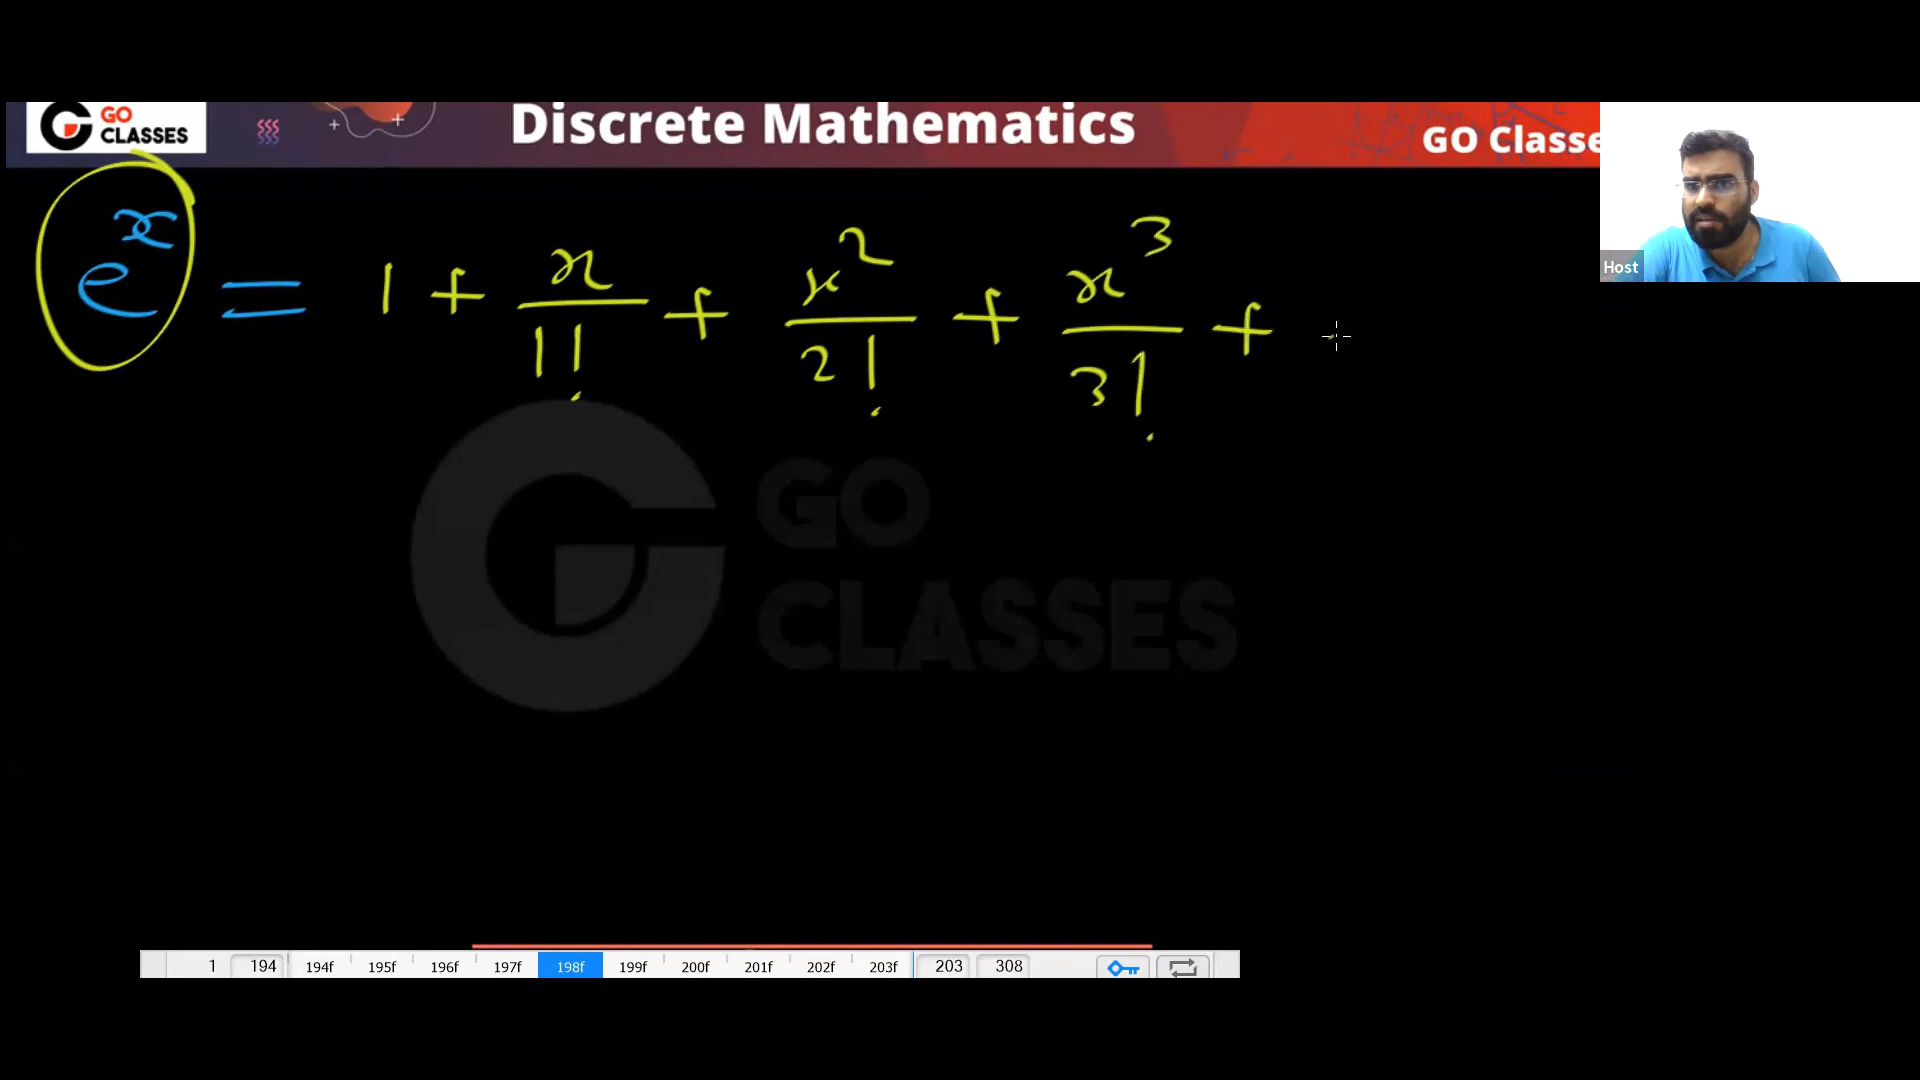 GO
CLASSES
Discrete Mathematics
GO Classe
Host
e^x = 1 + x/1! + x^2/2! + x^3/3! +
GO
CLASSES
1 194 194f 195f 196f 197f 198f 199f 200f 201f 202f 203f 203 308